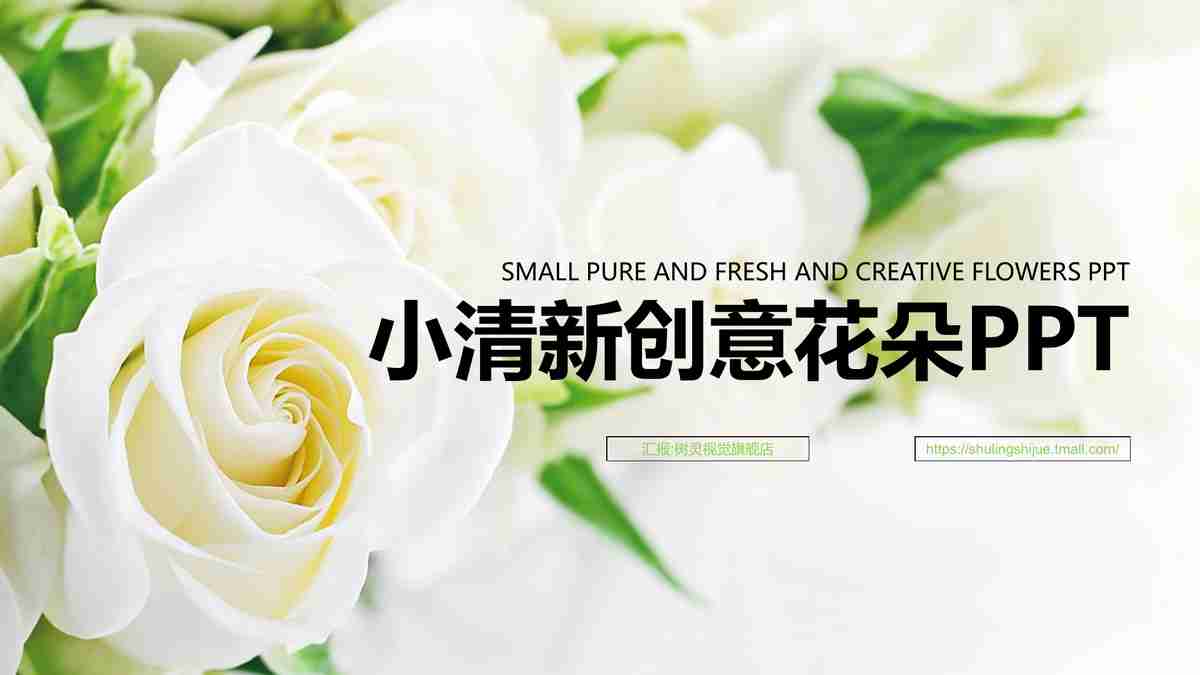 SMALL PURE AND FRESH AND CREATIVE FLOWERS PPT
小清新创意花朵PPT
汇报:树灵视觉旗舰店
https://shulingshijue.tmall.com/